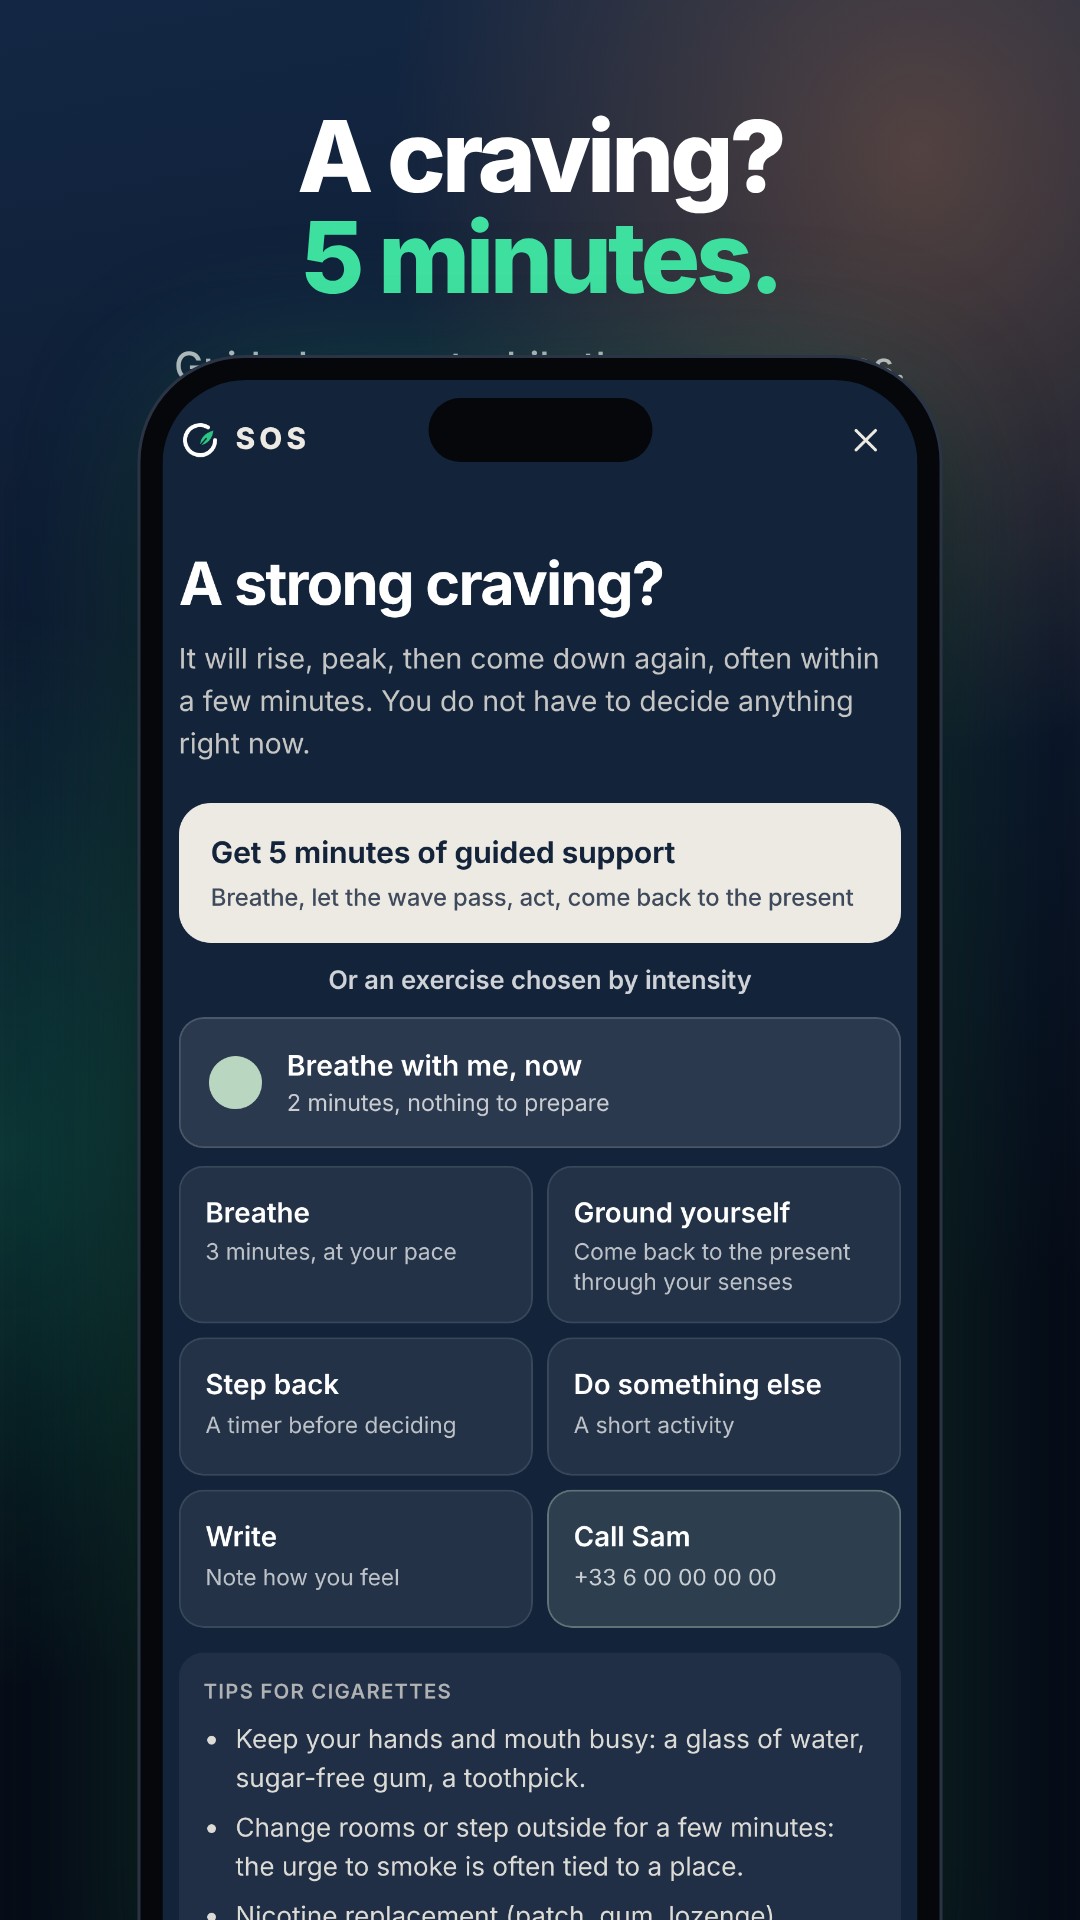 A craving?
5 minutes.
SOS
A strong craving?
It will rise, peak, then come down again, often within
a few minutes. You do not have to decide anything
right now.
Get 5 minutes of guided support
Breathe, let the wave pass, act, come back to the present
Or an exercise chosen by intensity
Breathe with me, now
2 minutes, nothing to prepare
Breathe
3 minutes, at your pace
Ground yourself
Come back to the present
through your senses
Step back
A timer before deciding
Do something else
A short activity
Write
Note how you feel
Call Sam
+33 6 00 00 00 00
TIPS FOR CIGARETTES
• Keep your hands and mouth busy: a glass of water,
sugar-free gum, a toothpick.
• Change rooms or step outside for a few minutes:
the urge to smoke is often tied to a place.
• Nicotine replacement (patch, gum, lozenge)